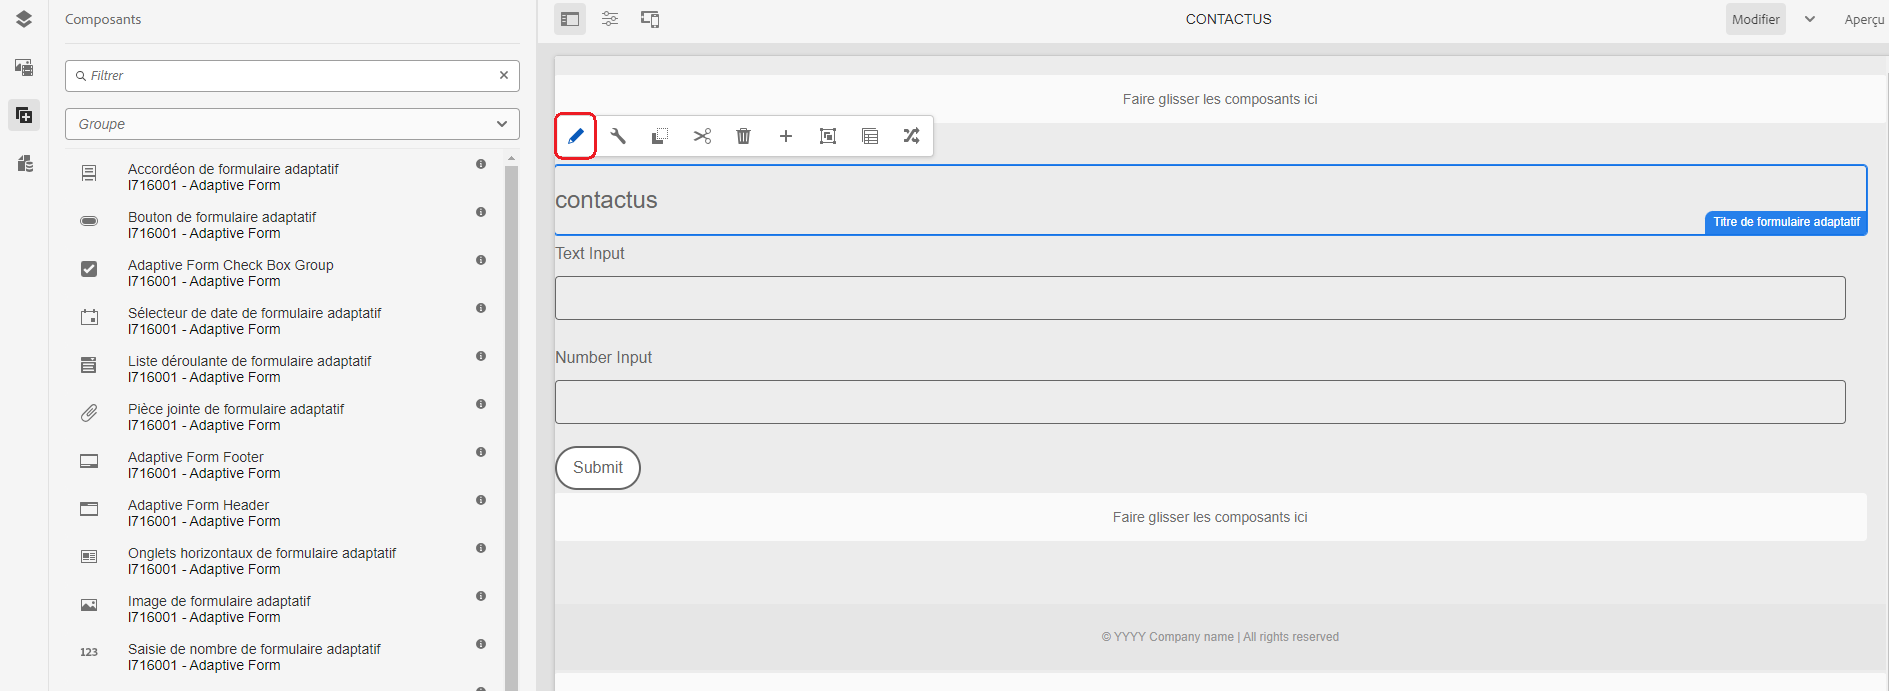 Composants
Filtrer
Groupe
Accordéon de formulaire adaptatif
I716001 - Adaptive Form
Bouton de formulaire adaptatif
I716001 - Adaptive Form
Adaptive Form Check Box Group
I716001 - Adaptive Form
Sélecteur de date de formulaire adaptatif
I716001 - Adaptive Form
Liste déroulante de formulaire adaptatif
I716001 - Adaptive Form
Pièce jointe de formulaire adaptatif
I716001 - Adaptive Form
Adaptive Form Footer
I716001 - Adaptive Form
Adaptive Form Header
I716001 - Adaptive Form
Onglets horizontaux de formulaire adaptatif
I716001 - Adaptive Form
Image de formulaire adaptatif
I716001 - Adaptive Form
123
Saisie de nombre de formulaire adaptatif
I716001 - Adaptive Form
CONTACTUS
Modifier
Aperçu
Faire glisser les composants ici
contactus
Titre de formulaire adaptatif
Text Input
Number Input
Submit
Faire glisser les composants ici
© YYYY Company name | All rights reserved